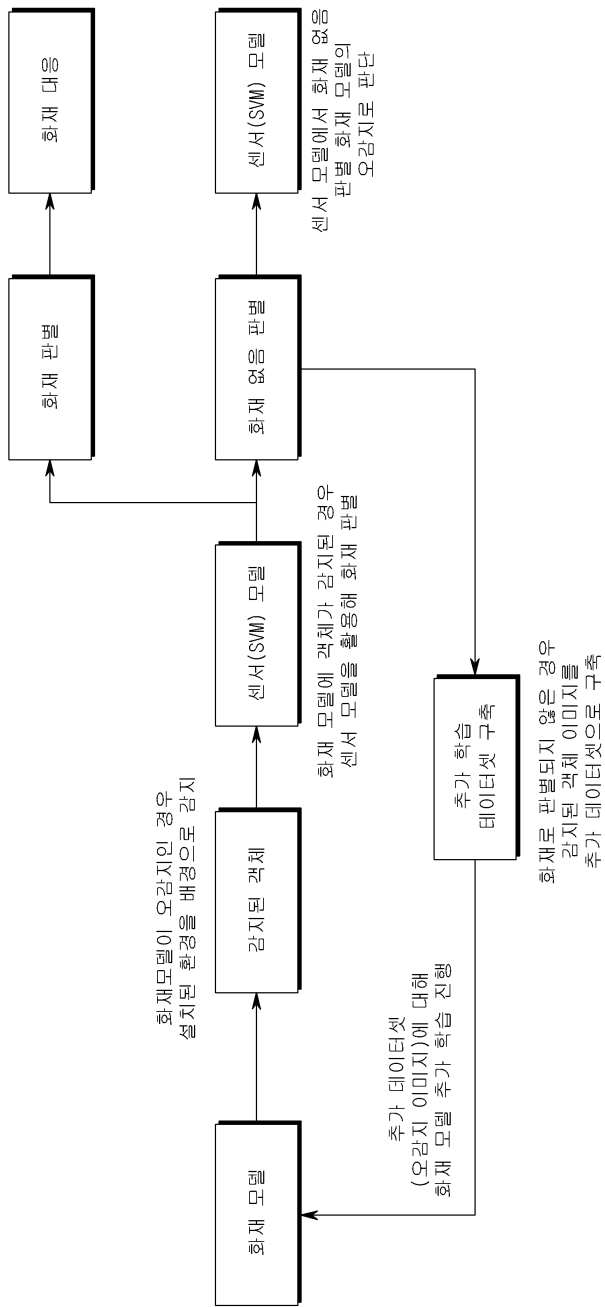 화재 모델
화재모델이 오감지인 경우
설치된 환경을 배경으로 감지
감지된 객체
센서(SVM) 모델
화재 모델에 객체가 감지된 경우
센서 모델을 활용해 화재 판별
화재 판별
화재 대응
화재 없음 판별
센서(SVM) 모델
센서 모델에서 화재 없음
판별 화재 모델의
오감지로 판단
추가 학습
데이터셋 구축
화재로 판별되지 않은 경우
감지된 객체 이미지를
추가 데이터셋으로 구축
추가 데이터셋
(오감지 이미지)에 대해
화재 모델 추가 학습 진행